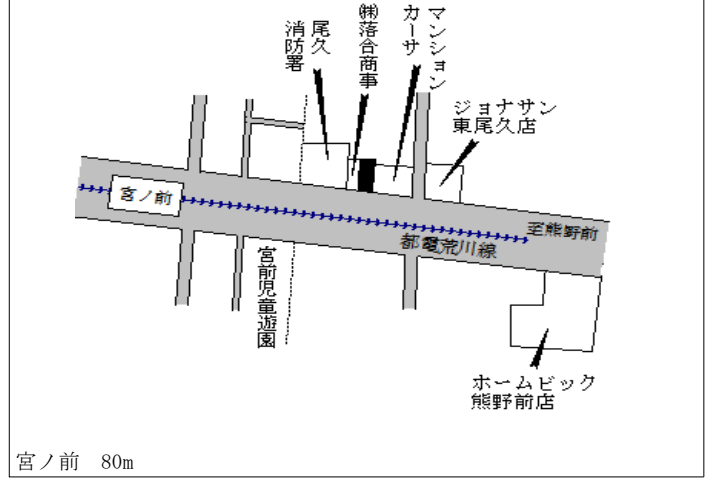 尾久
消防署
㈱落合商事
マンション
カーサ
ジョナサン
東尾久店
宮ノ前
至熊野前
都電荒川線
宮前児童遊園
ホームビック
熊野前店
宮ノ前　80m